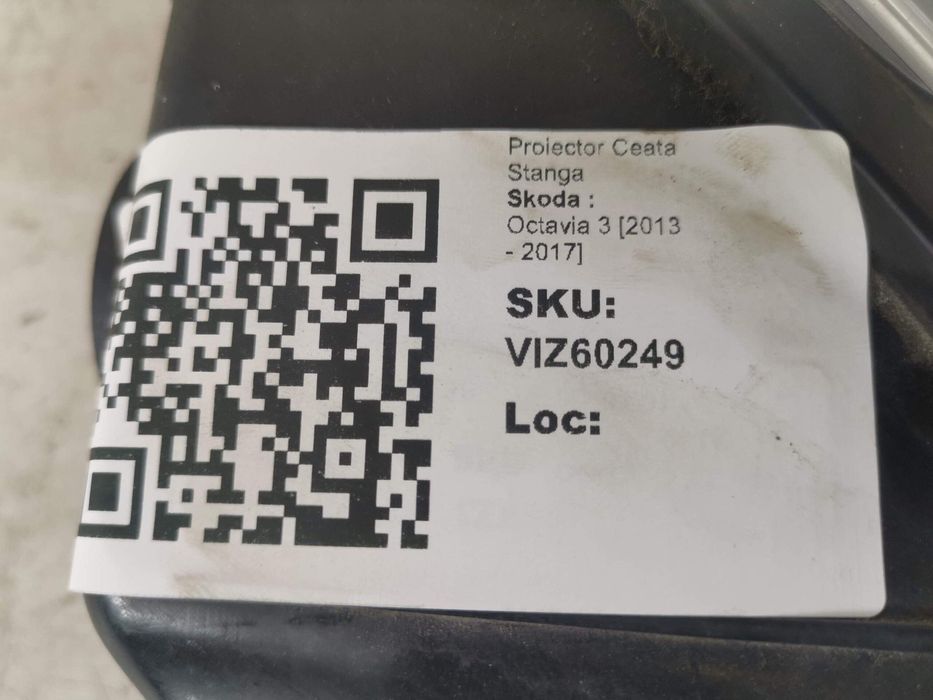 Proiector Ceata
Stanga
Skoda :
Octavia 3 [2013
- 2017]
SKU:
VIZ60249
Loc: